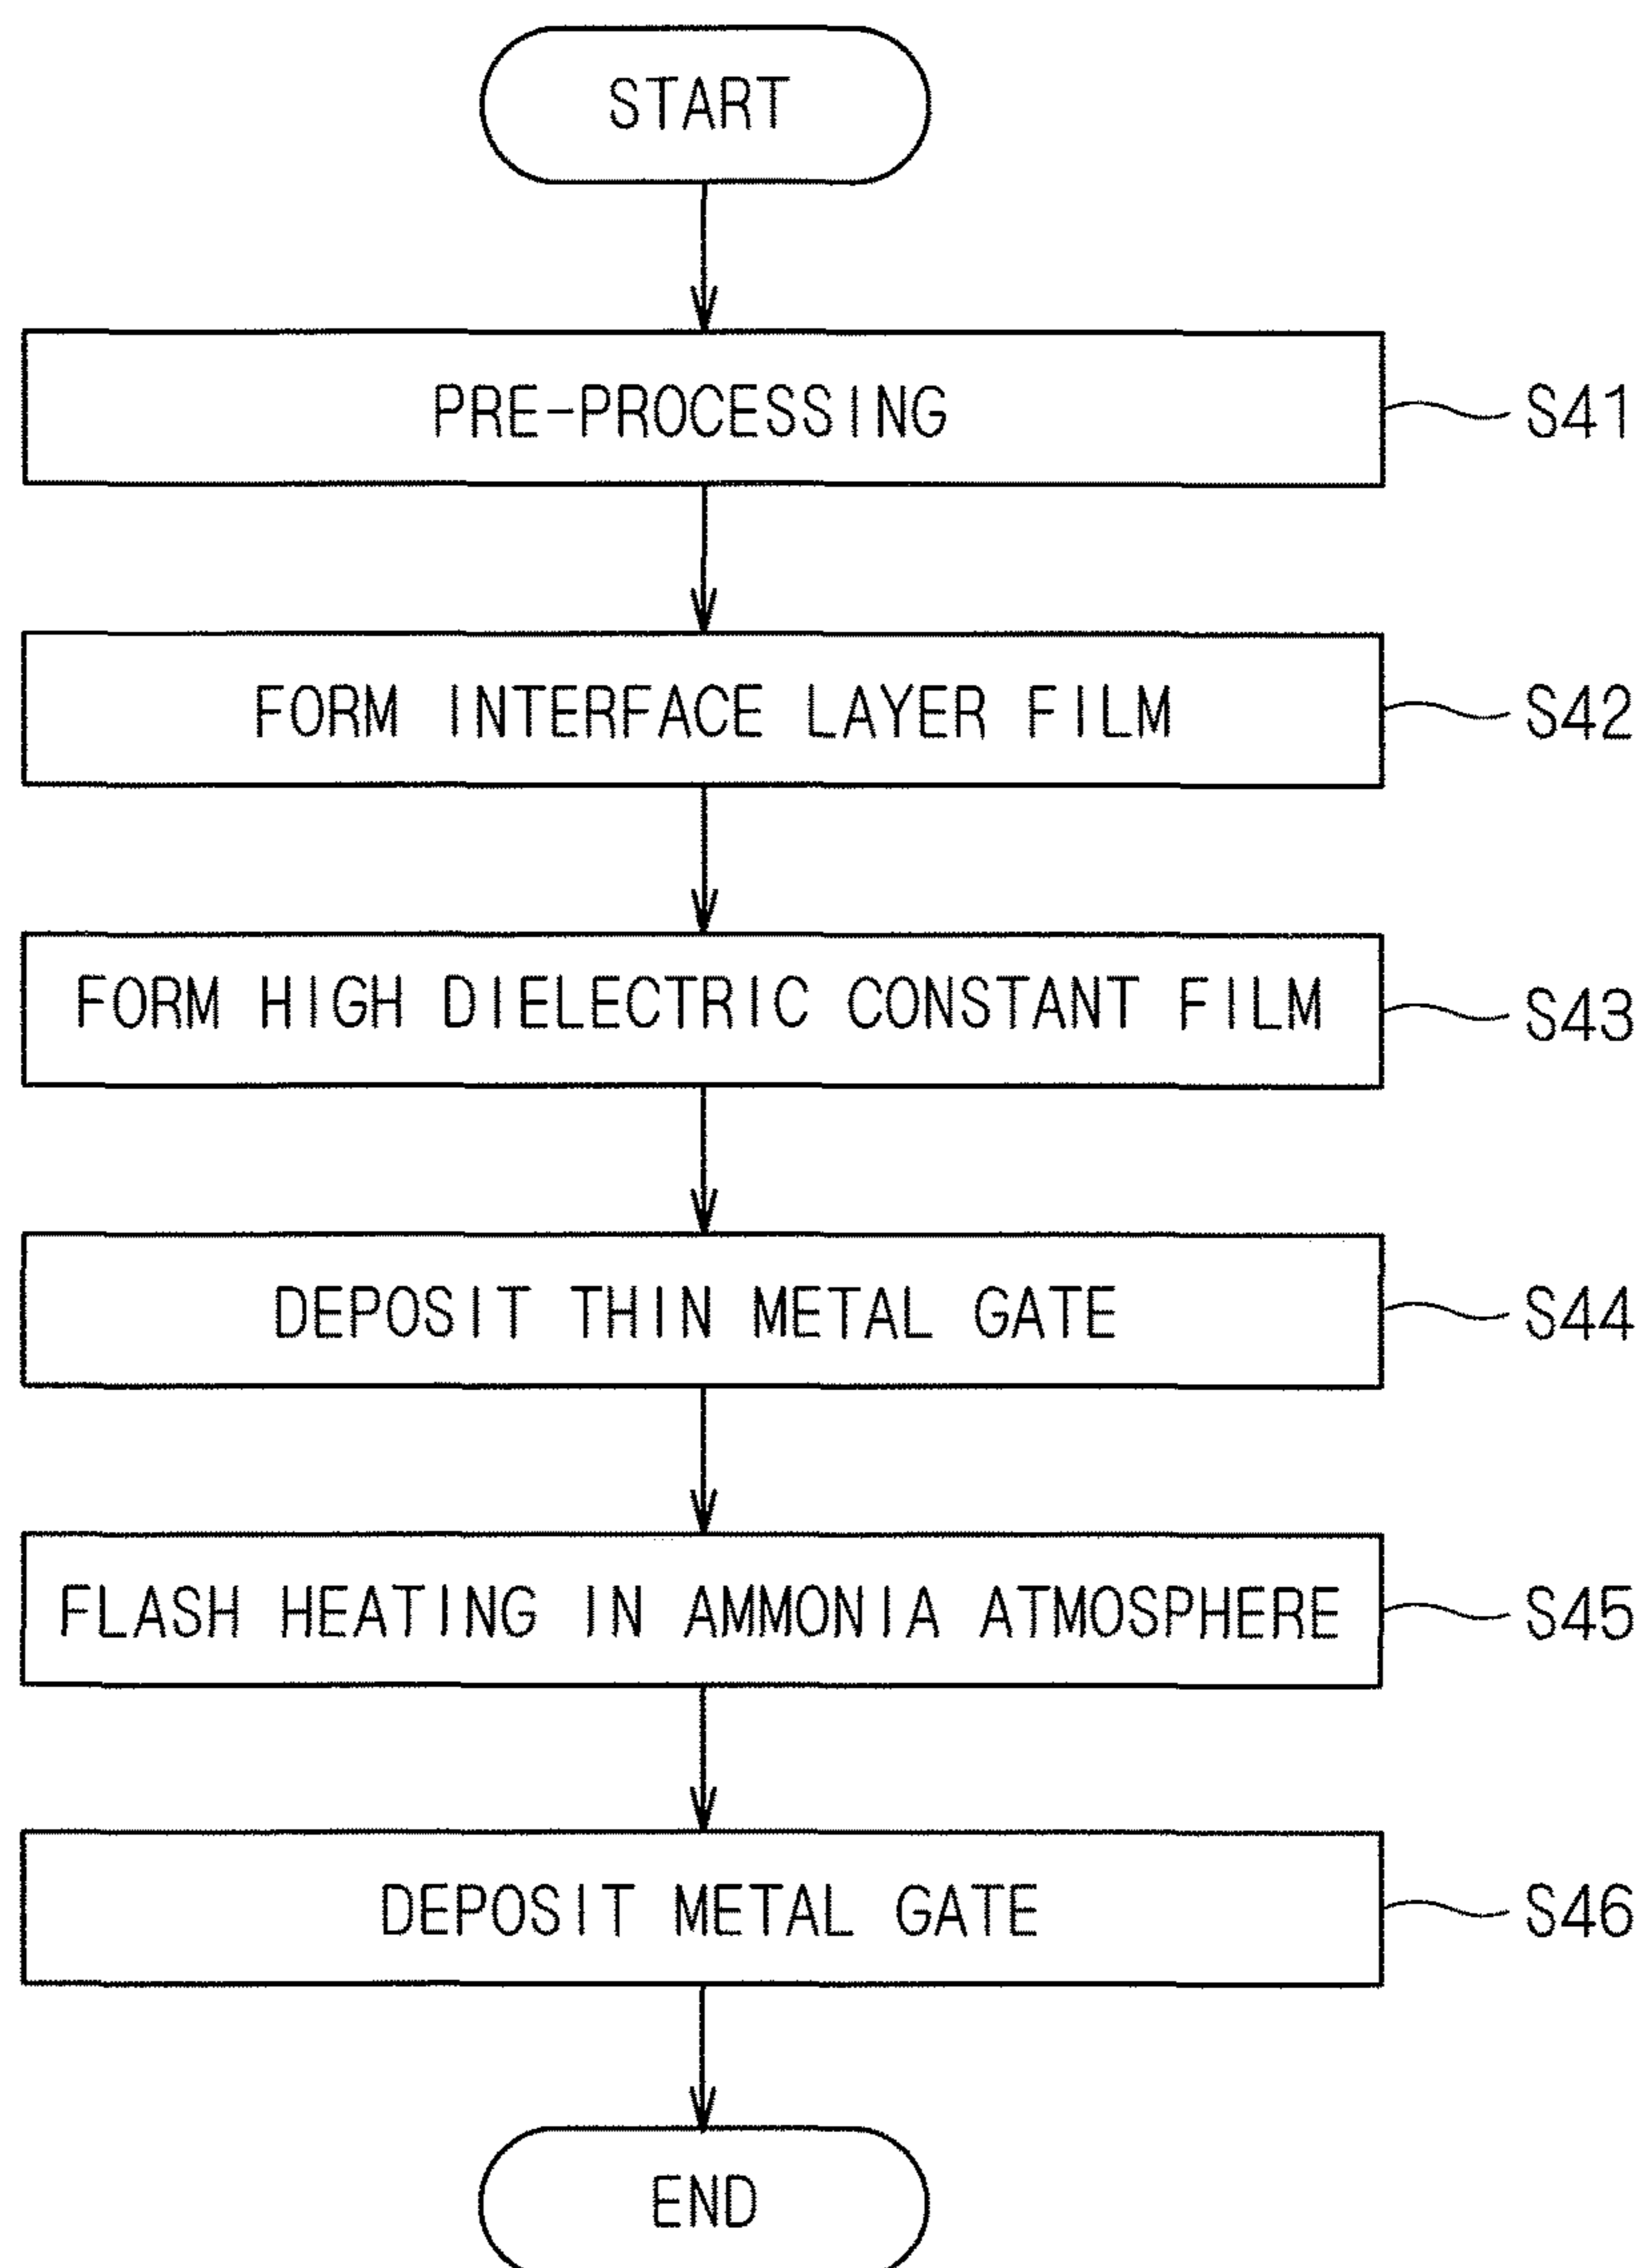 START
PRE-PROCESSING
S41
FORM INTERFACE LAYER FILM
S42
FORM HIGH DIELECTRIC CONSTANT FILM
S43
DEPOSIT THIN METAL GATE
S44
FLASH HEATING IN AMMONIA ATMOSPHERE
S45
DEPOSIT METAL GATE
S46
END